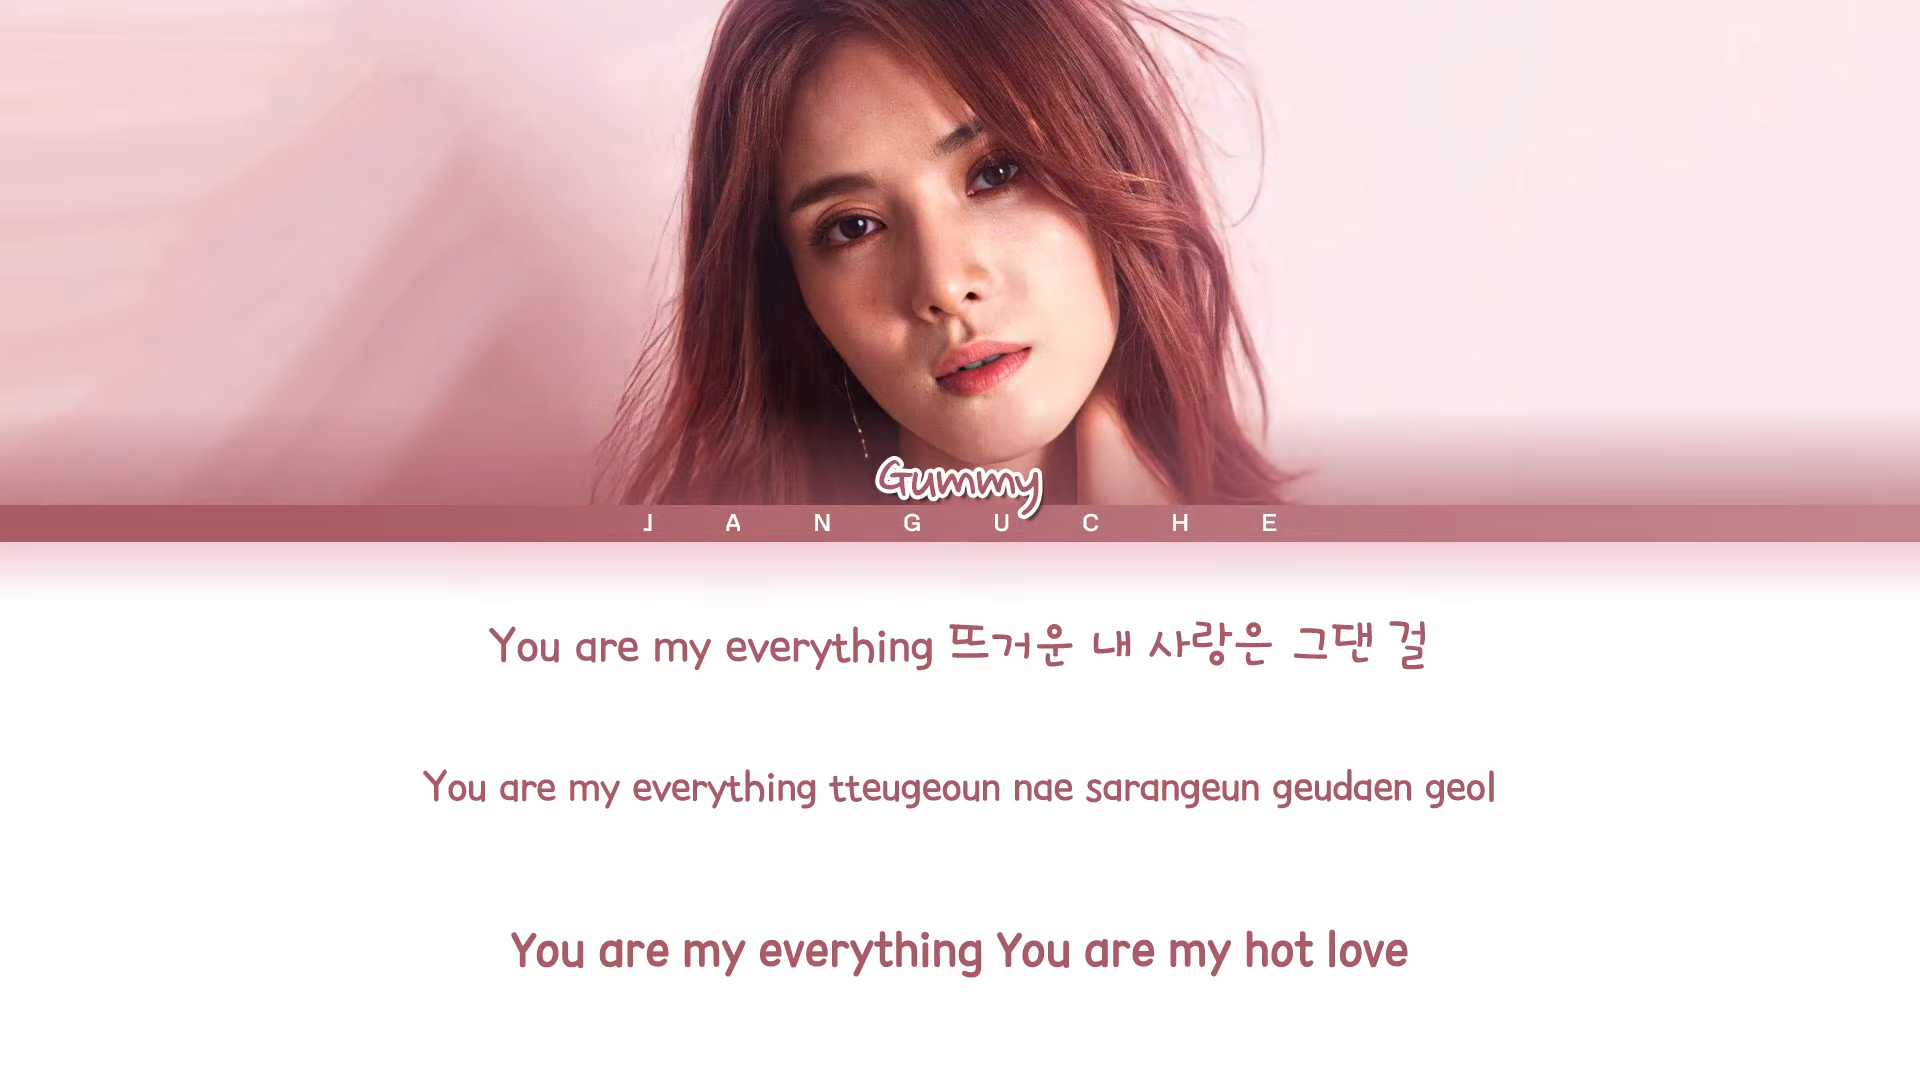 Gummy
JANGUCHE
You are my everything 뜨거운 내 사랑은 그댄 걸
You are my everything tteugeoun nae sarangeun geudaen geol
You are my everything You are my hot love